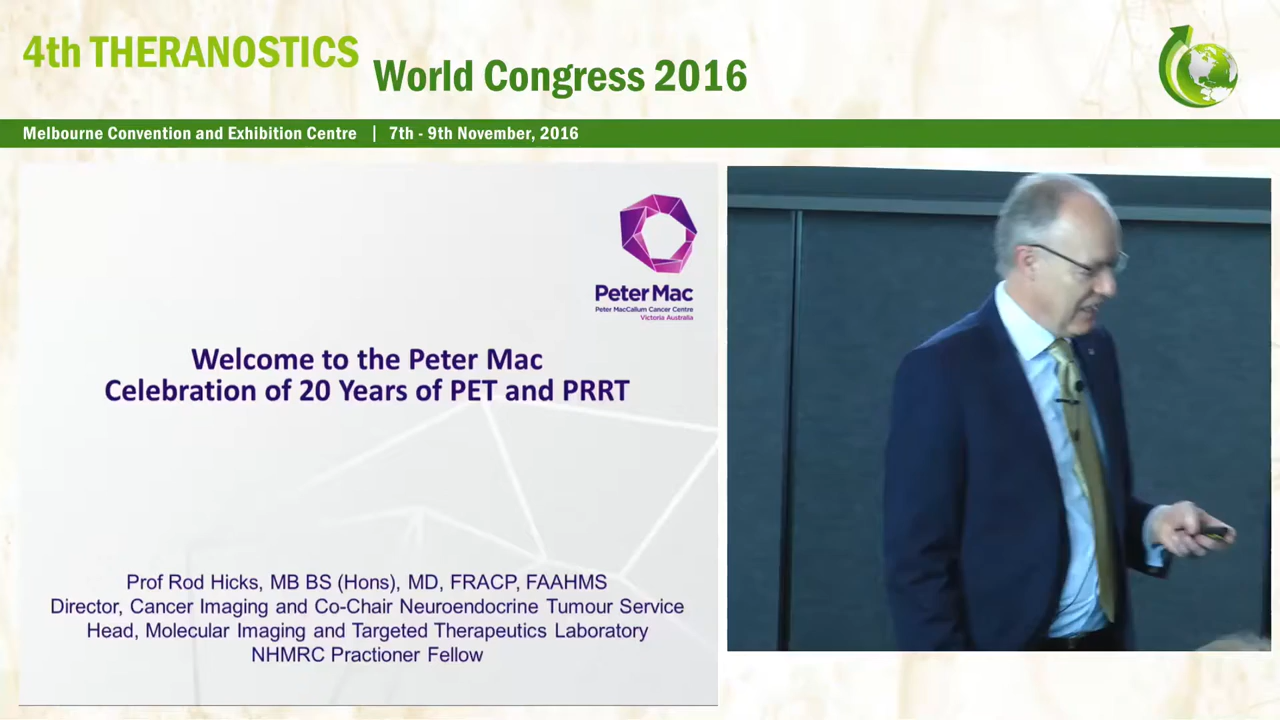 4th THERANOSTICS
World Congress 2016
Melbourne Convention and Exhibition Centre | 7th - 9th November, 2016
Peter Mac
Peter MacCallum Cancer Centre
Victoria Australia
Welcome to the Peter Mac
Celebration of 20 Years of PET and PRRT
Prof Rod Hicks, MB BS (Hons), MD, FRACP, FAAHMS
Director, Cancer Imaging and Co-Chair Neuroendocrine Tumour Service
Head, Molecular Imaging and Targeted Therapeutics Laboratory
NHMRC Practioner Fellow